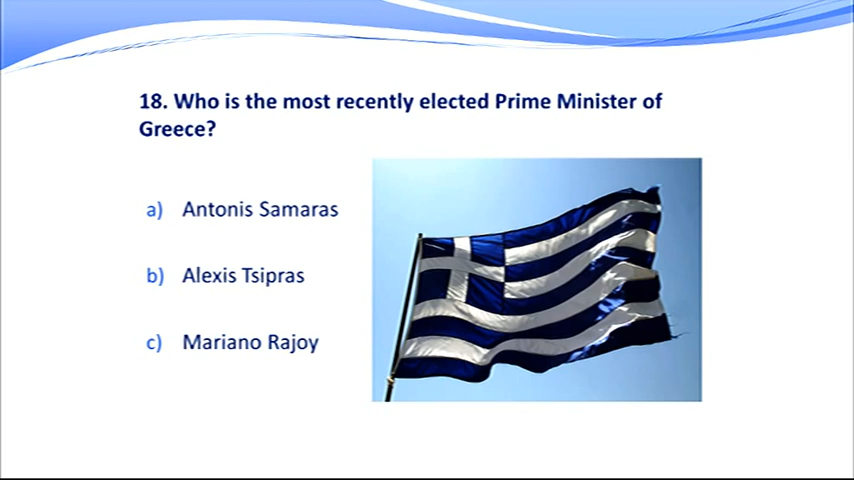 18. Who is the most recently elected Prime Minister of
Greece?
a) Antonis Samaras
b) Alexis Tsipras
c) Mariano Rajoy